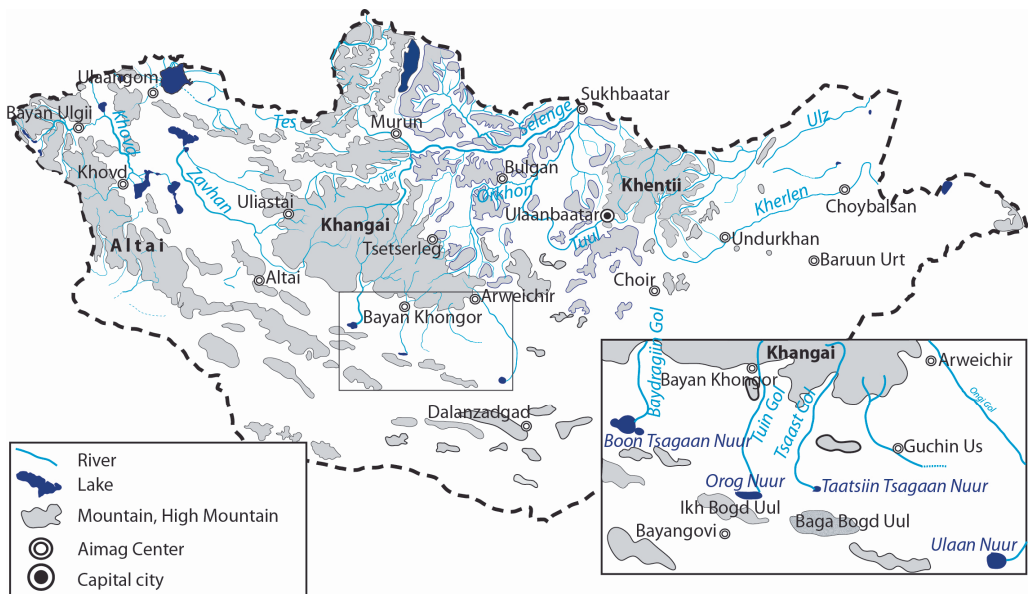 Sukhbaatar
Ulaangom
Bayan Ulgii
Khovd
Tes
Murun
Selenge
Ulz
Khovd
Zavhan
Ider
Bulgan
Orkhon
Khentii
Kherlen
Choybalsan
Uliastai
Khangai
Ulaanbaatar
Tuul
Altai
Tsetserleg
Undurkhan
Baruun Urt
Altai
Choir
Arweichir
Bayan Khongor
Dalanzadgad
Baydragiin Gol
Khangai
Arweichir
Bayan Khongor
Tuin Gol
Tsaast Gol
Ongi Gol
Boon Tsagaan Nuur
Guchin Us
Orog Nuur
Taatsiin Tsagaan Nuur
Ikh Bogd Uul
Baga Bogd Uul
Bayangovi
Ulaan Nuur
River
Lake
Mountain, High Mountain
Aimag Center
Capital city